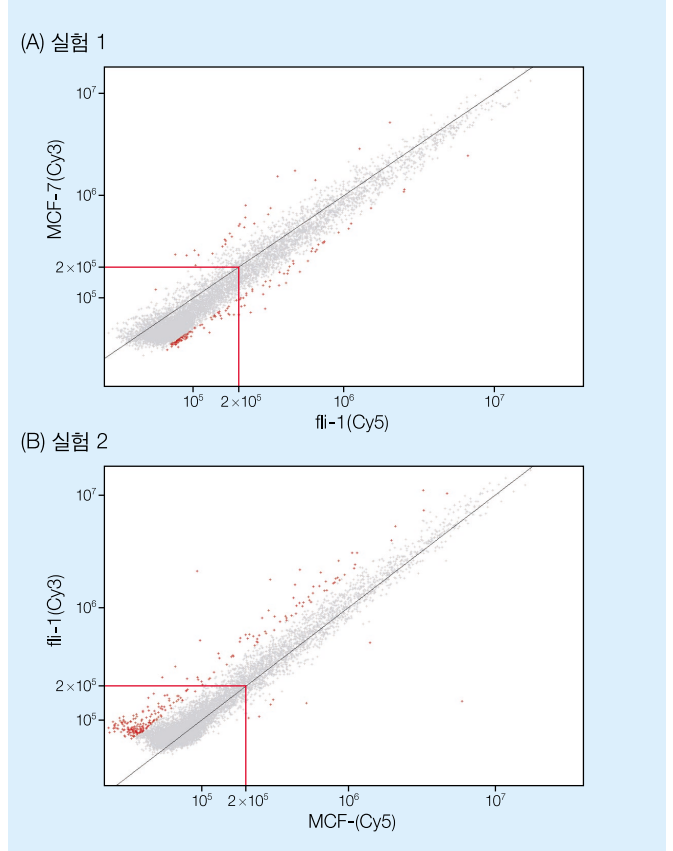 (A) 실험 1
10⁷
MCF-7(Cy3)
10⁶
2×10⁵
10⁵
10⁵ 2×10⁵ 10⁶ 10⁷
fli-1(Cy5)
(B) 실험 2
10⁷
fli-1(Cy3)
10⁶
2×10⁵
10⁵
10⁵ 2×10⁵ 10⁶ 10⁷
MCF-(Cy5)